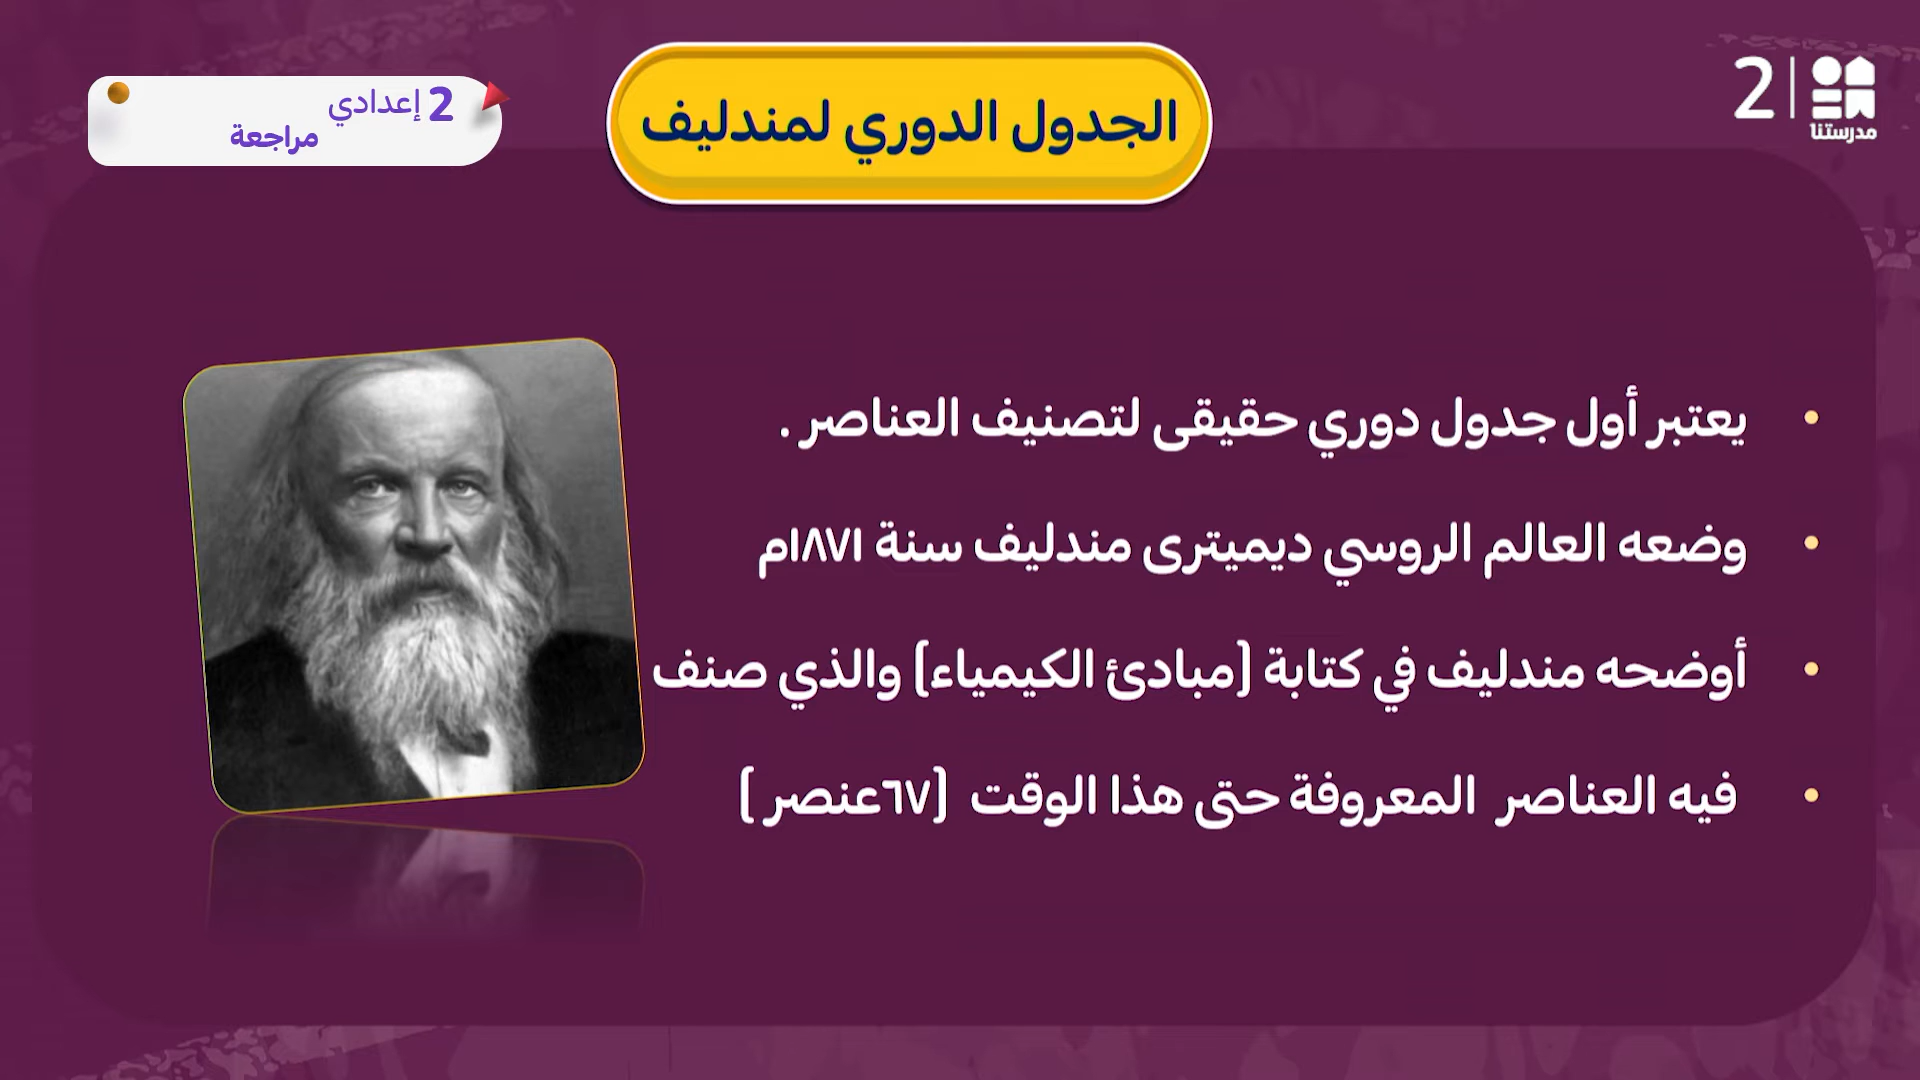 2 مدرستنا
الجدول الدوري لمندليف
2 إعدادي
مراجعة
• يعتبر أول جدول دوري حقيقى لتصنيف العناصر .
• وضعه العالم الروسي ديميترى مندليف سنة ١٨٧١م
• أوضحه مندليف في كتابة (مبادئ الكيمياء) والذي صنف
• فيه العناصر المعروفة حتى هذا الوقت (٦٧عنصر )